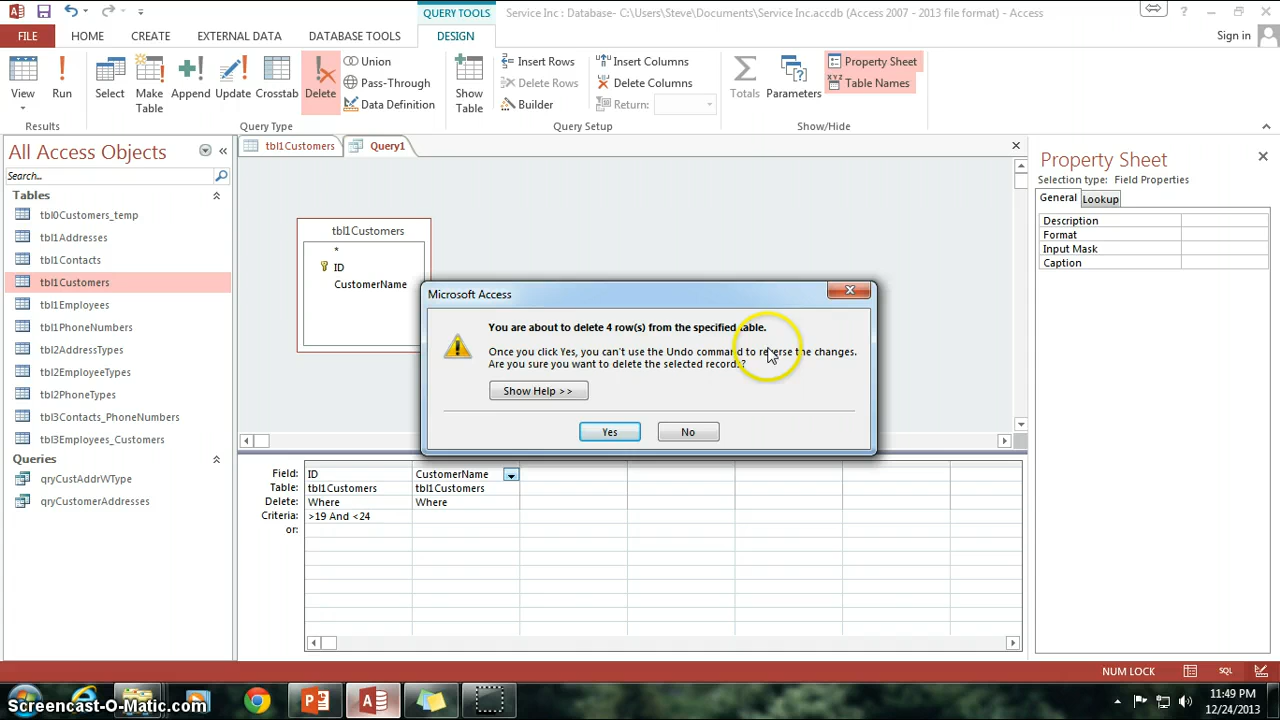 QUERY TOOLS
Service Inc : Database- C:\Users\Steve\Documents\Service Inc.accdb (Access 2007 - 2013 file format) - Access
?
FILE
HOME
CREATE
EXTERNAL DATA
DATABASE TOOLS
DESIGN
Sign in
View
Run
Select
Make Table
Append
Update
Crosstab
Delete
Union
Pass-Through
Data Definition
Show Table
Insert Rows
Delete Rows
Builder
Insert Columns
Delete Columns
Return:
Totals
Parameters
Property Sheet
Table Names
Results
Query Type
Query Setup
Show/Hide
All Access Objects
Search...
Tables
tbl0Customers_temp
tbl1Addresses
tbl1Contacts
tbl1Customers
tbl1Employees
tbl1PhoneNumbers
tbl2AddressTypes
tbl2EmployeeTypes
tbl2PhoneTypes
tbl3Contacts_PhoneNumbers
tbl3Employees_Customers
Queries
qryCustAddrWType
qryCustomerAddresses
tbl1Customers
Query1
tbl1Customers
*
ID
CustomerName
Microsoft Access
You are about to delete 4 row(s) from the specified table.
Once you click Yes, you can't use the Undo command to reverse the changes.
Are you sure you want to delete the selected records?
Show Help >>
Yes
No
Field: ID CustomerName
Table: tbl1Customers tbl1Customers
Delete: Where Where
Criteria: >19 And <24
or:
Property Sheet
Selection type: Field Properties
General
Lookup
Description
Format
Input Mask
Caption
NUM LOCK
SQL
Screencast-O-Matic.com
11:49 PM
12/24/2013